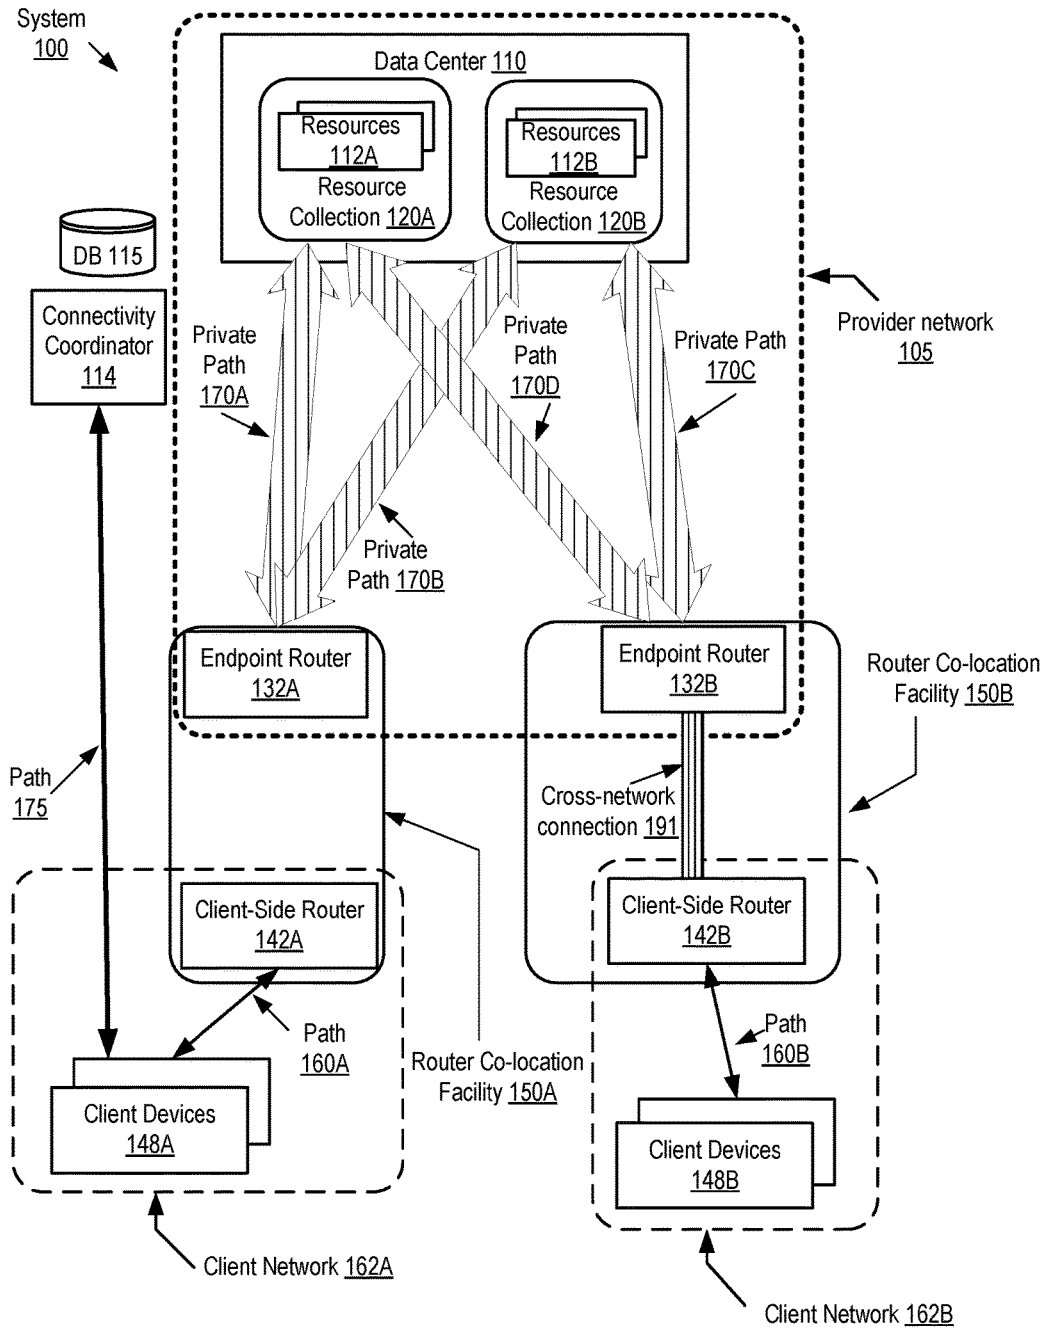 System
100
Data Center 110
Resources
112A
Resource
Collection 120A
Resources
112B
Resource
Collection 120B
DB 115
Connectivity
Coordinator
114
Provider network
105
Private
Path
170A
Private
Path
170D
Private Path
170C
Private
Path 170B
Endpoint Router
132A
Endpoint Router
132B
Router Co-location
Facility 150B
Path
175
Cross-network
connection 191
Client-Side Router
142A
Client-Side Router
142B
Path
160A
Path
160B
Router Co-location
Facility 150A
Client Devices
148A
Client Devices
148B
Client Network 162A
Client Network 162B